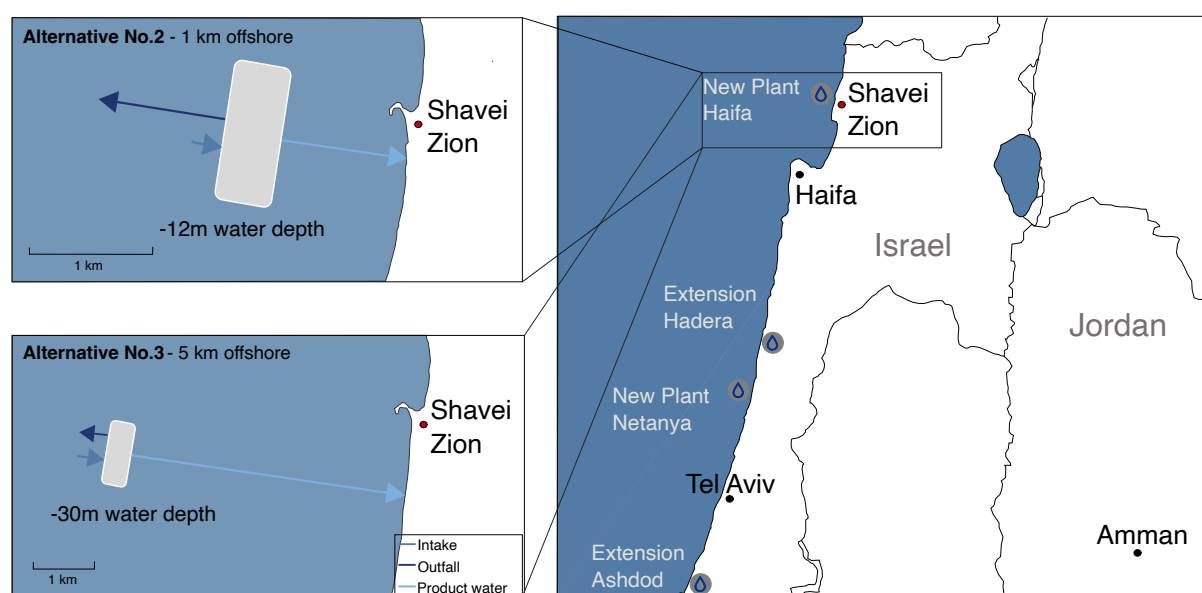 Alternative No.2 - 1 km offshore
Shavei
Zion
-12m water depth
1 km
Alternative No.3 - 5 km offshore
Shavei
Zion
-30m water depth
1 km
Intake
Outfall
Product water
New Plant
Haifa
Shavei
Zion
Haifa
Israel
Extension
Hadera
Jordan
New Plant
Netanya
Tel Aviv
Amman
Extension
Ashdod